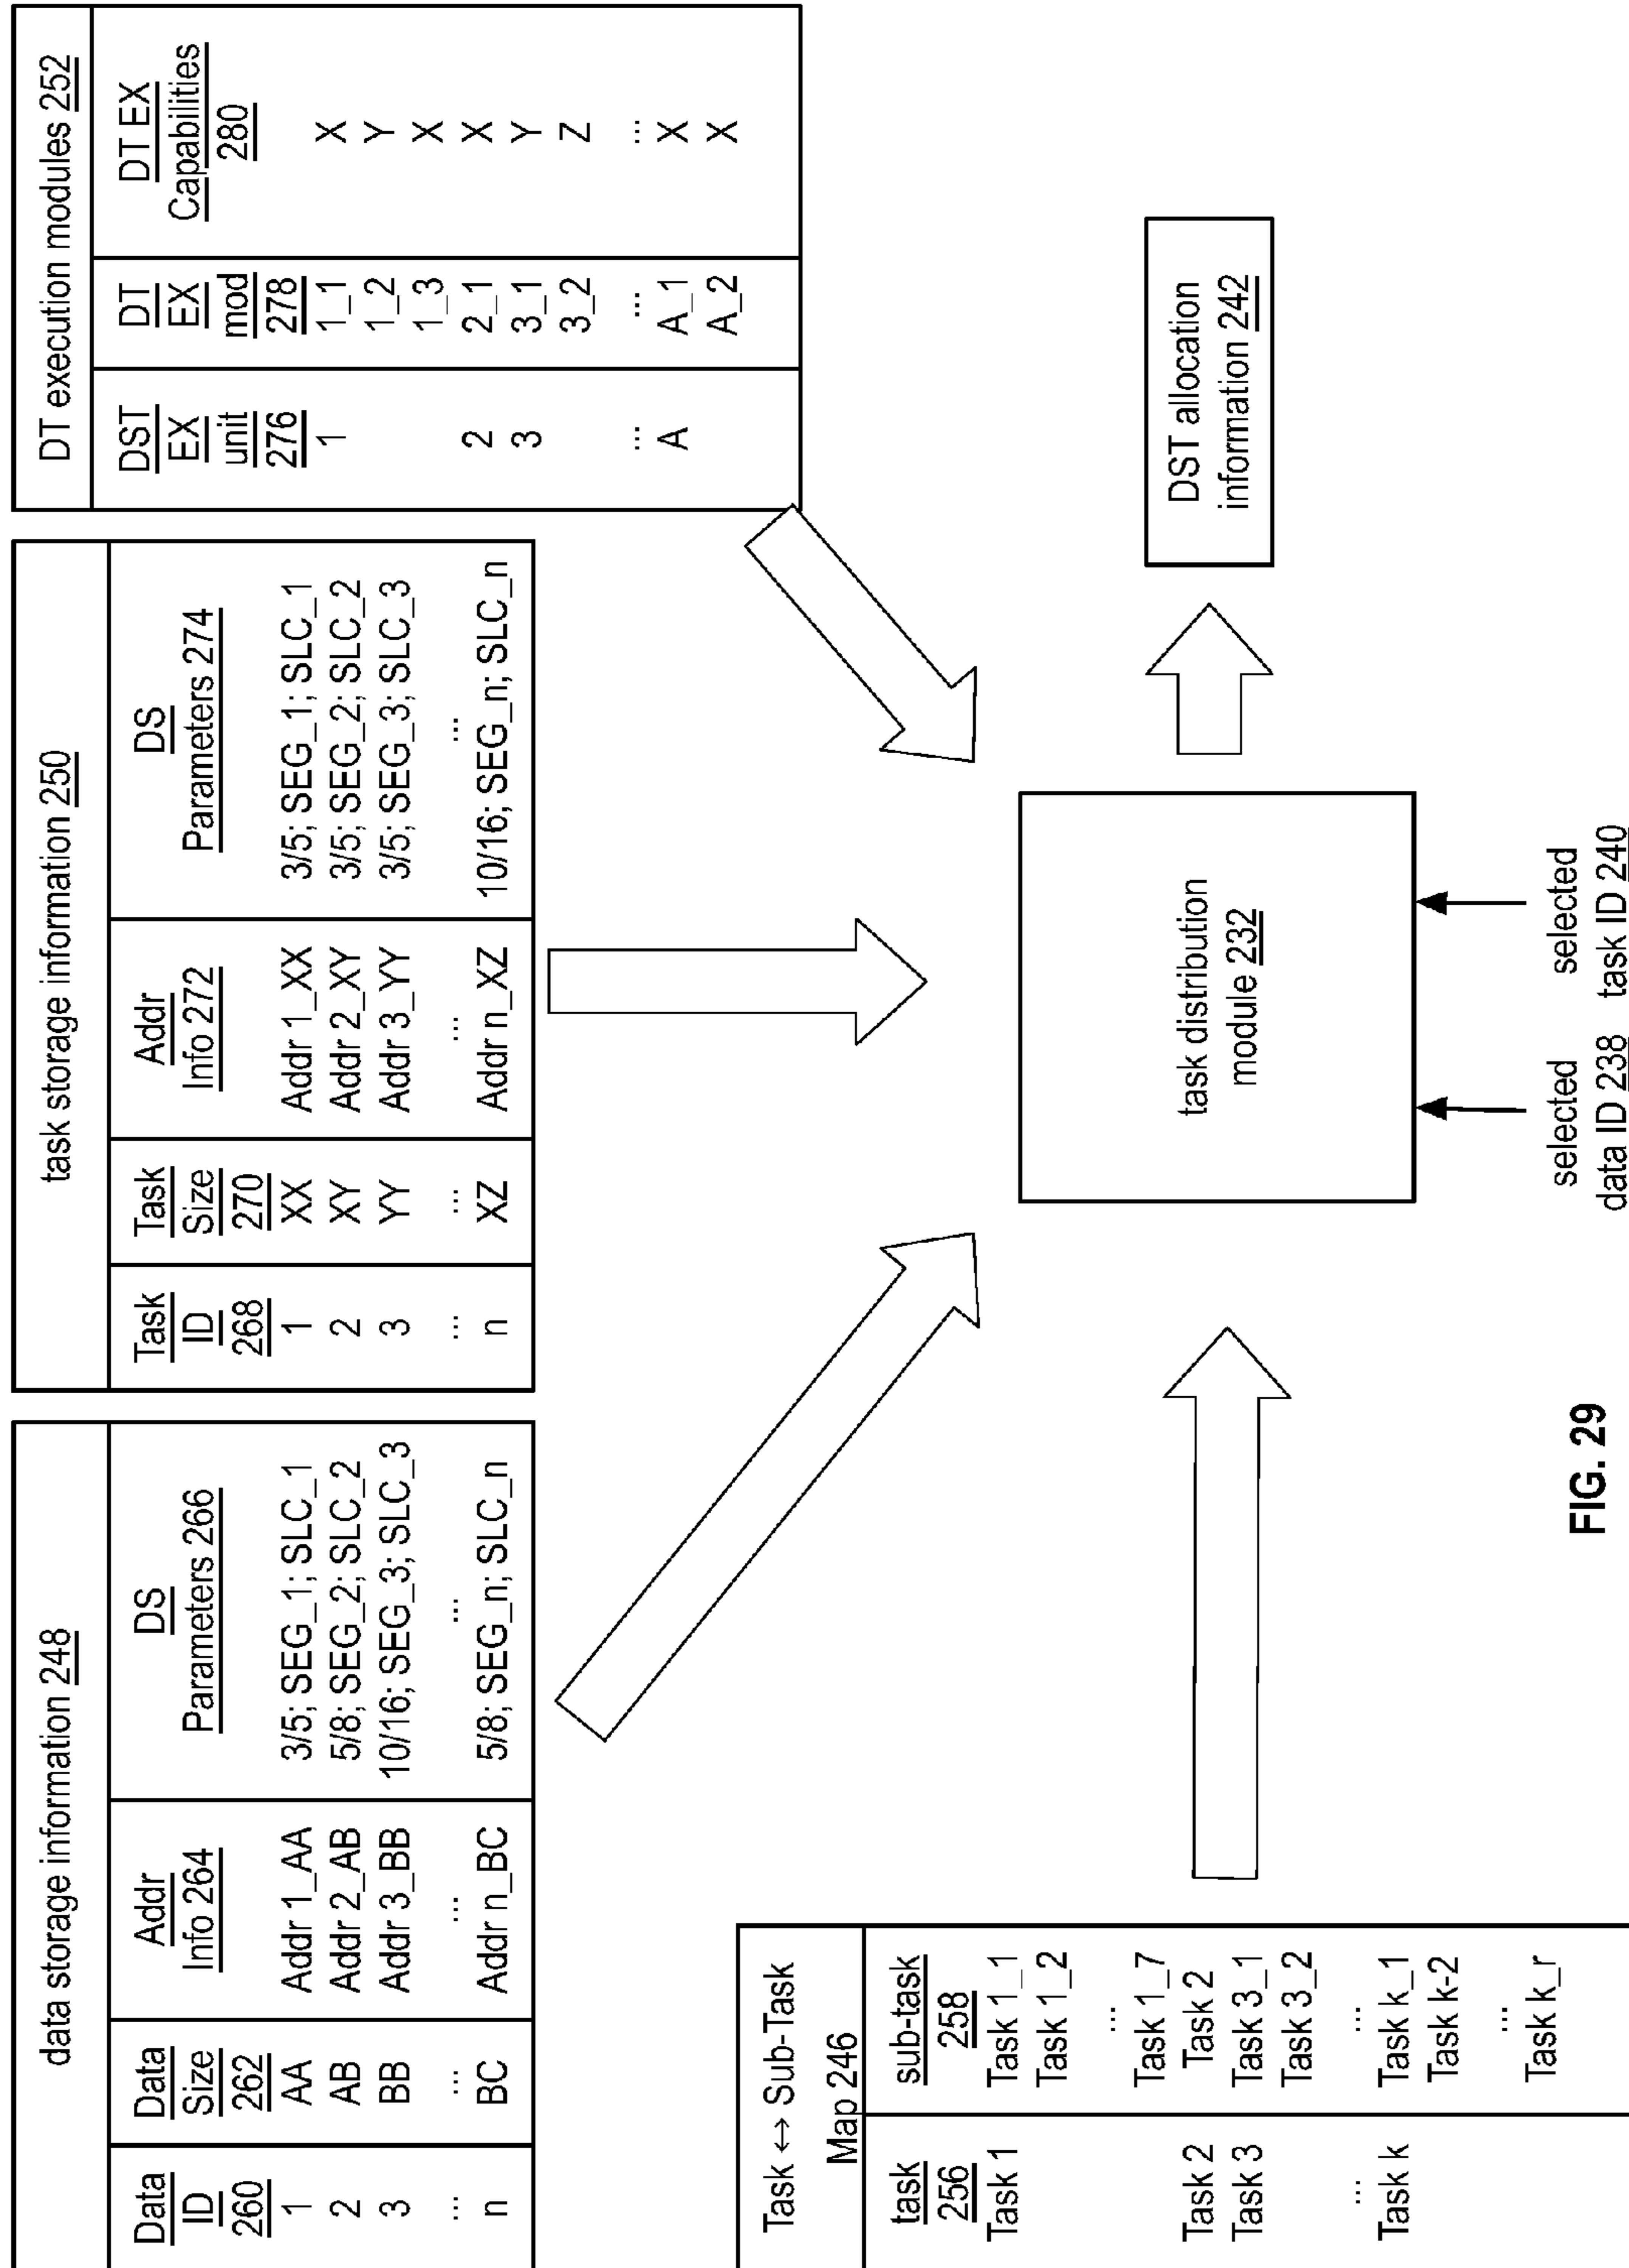 data storage information 248
Data ID 260 | Data Size 262 | Addr Info 264 | DS Parameters 266
1 | AA | Addr 1_AA | 3/5; SEG_1; SLC_1
2 | AB | Addr 2_AB | 5/8; SEG_2; SLC_2
3 | BB | Addr 3_BB | 10/16; SEG_3; SLC_3
... | ... | ... | ...
n | BC | Addr n_BC | 5/8; SEG_n; SLC_n
task storage information 250
Task ID 268 | Task Size 270 | Addr Info 272 | DS Parameters 274
1 | XX | Addr 1_XX | 3/5; SEG_1; SLC_1
2 | XY | Addr 2_XY | 3/5; SEG_2; SLC_2
3 | YY | Addr 3_YY | 3/5; SEG_3; SLC_3
... | ... | ... | ...
n | XZ | Addr n_XZ | 10/16; SEG_n; SLC_n
DT execution modules 252
DST EX unit 276 | DT EX mod 278 | DT EX Capabilities 280
1 | 1_1 | X
1_2 | Y
1_3 | X
2 | 2_1 | X
3 | 3_1 | Y
3_2 | Z
... | ... | ...
A | A_1 | X
A_2 | X
Task ↔ Sub-Task
Map 246
task 256 | sub-task 258
Task 1 | Task 1_1
Task 1_2
...
Task 1_7
Task 2 | Task 2
Task 3 | Task 3_1
Task 3_2
... | ...
Task k | Task k_1
Task k-2
...
Task k_r
task distribution
module 232
DST allocation
information 242
selected
data ID 238
selected
task ID 240
FIG. 29